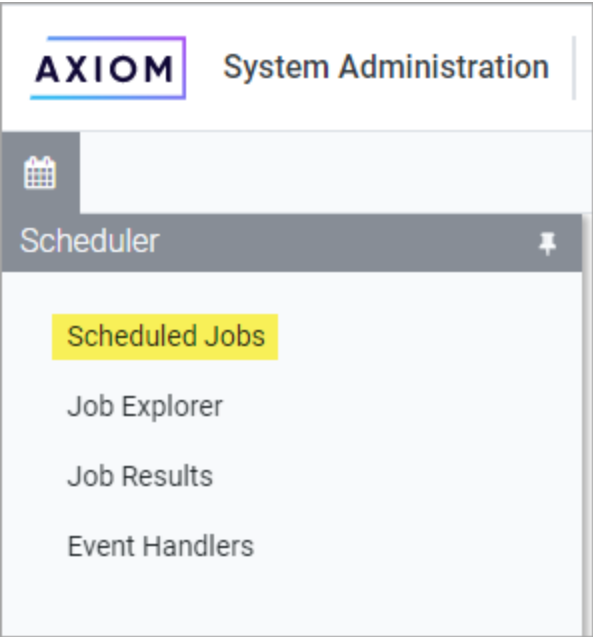 AXIOM System Administration
Scheduler
Scheduled Jobs
Job Explorer
Job Results
Event Handlers